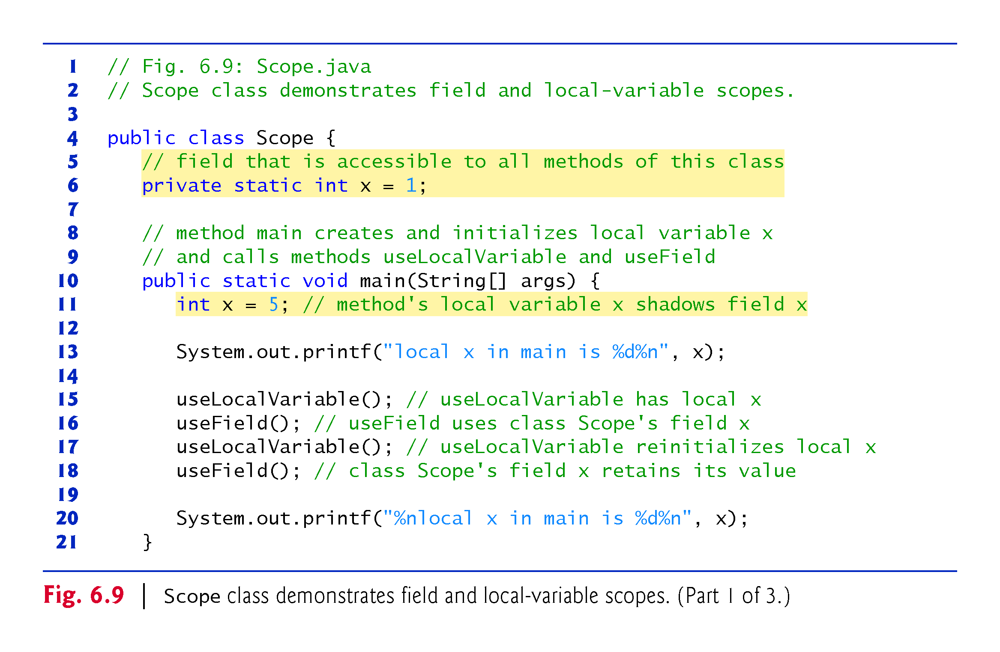 1 // Fig. 6.9: Scope.java
2 // Scope class demonstrates field and local-variable scopes.
3
4 public class Scope {
5 // field that is accessible to all methods of this class
6 private static int x = 1;
7
8 // method main creates and initializes local variable x
9 // and calls methods useLocalVariable and useField
10 public static void main(String[] args) {
11 int x = 5; // method's local variable x shadows field x
12
13 System.out.printf("local x in main is %d%n", x);
14
15 useLocalVariable(); // useLocalVariable has local x
16 useField(); // useField uses class Scope's field x
17 useLocalVariable(); // useLocalVariable reinitializes local x
18 useField(); // class Scope's field x retains its value
19
20 System.out.printf("%nlocal x in main is %d%n", x);
21 }
Fig. 6.9 | Scope class demonstrates field and local-variable scopes. (Part 1 of 3.)